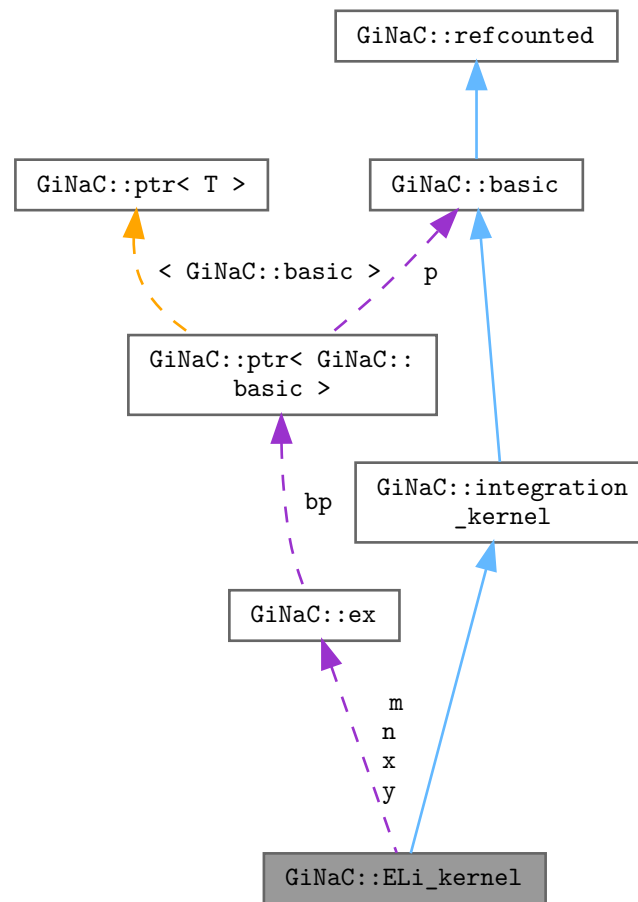 GiNaC::refcounted
GiNaC::ptr< T >
GiNaC::basic
< GiNaC::basic >
p
GiNaC::ptr< GiNaC::
basic >
GiNaC::integration
_kernel
bp
GiNaC::ex
m
n
x
y
GiNaC::ELi_kernel